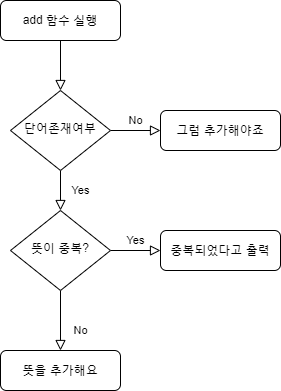 add 함수 실행
단어존재여부
No
그럼 추가해야죠
Yes
뜻이 중복?
Yes
중복되었다고 출력
No
뜻을 추가해요